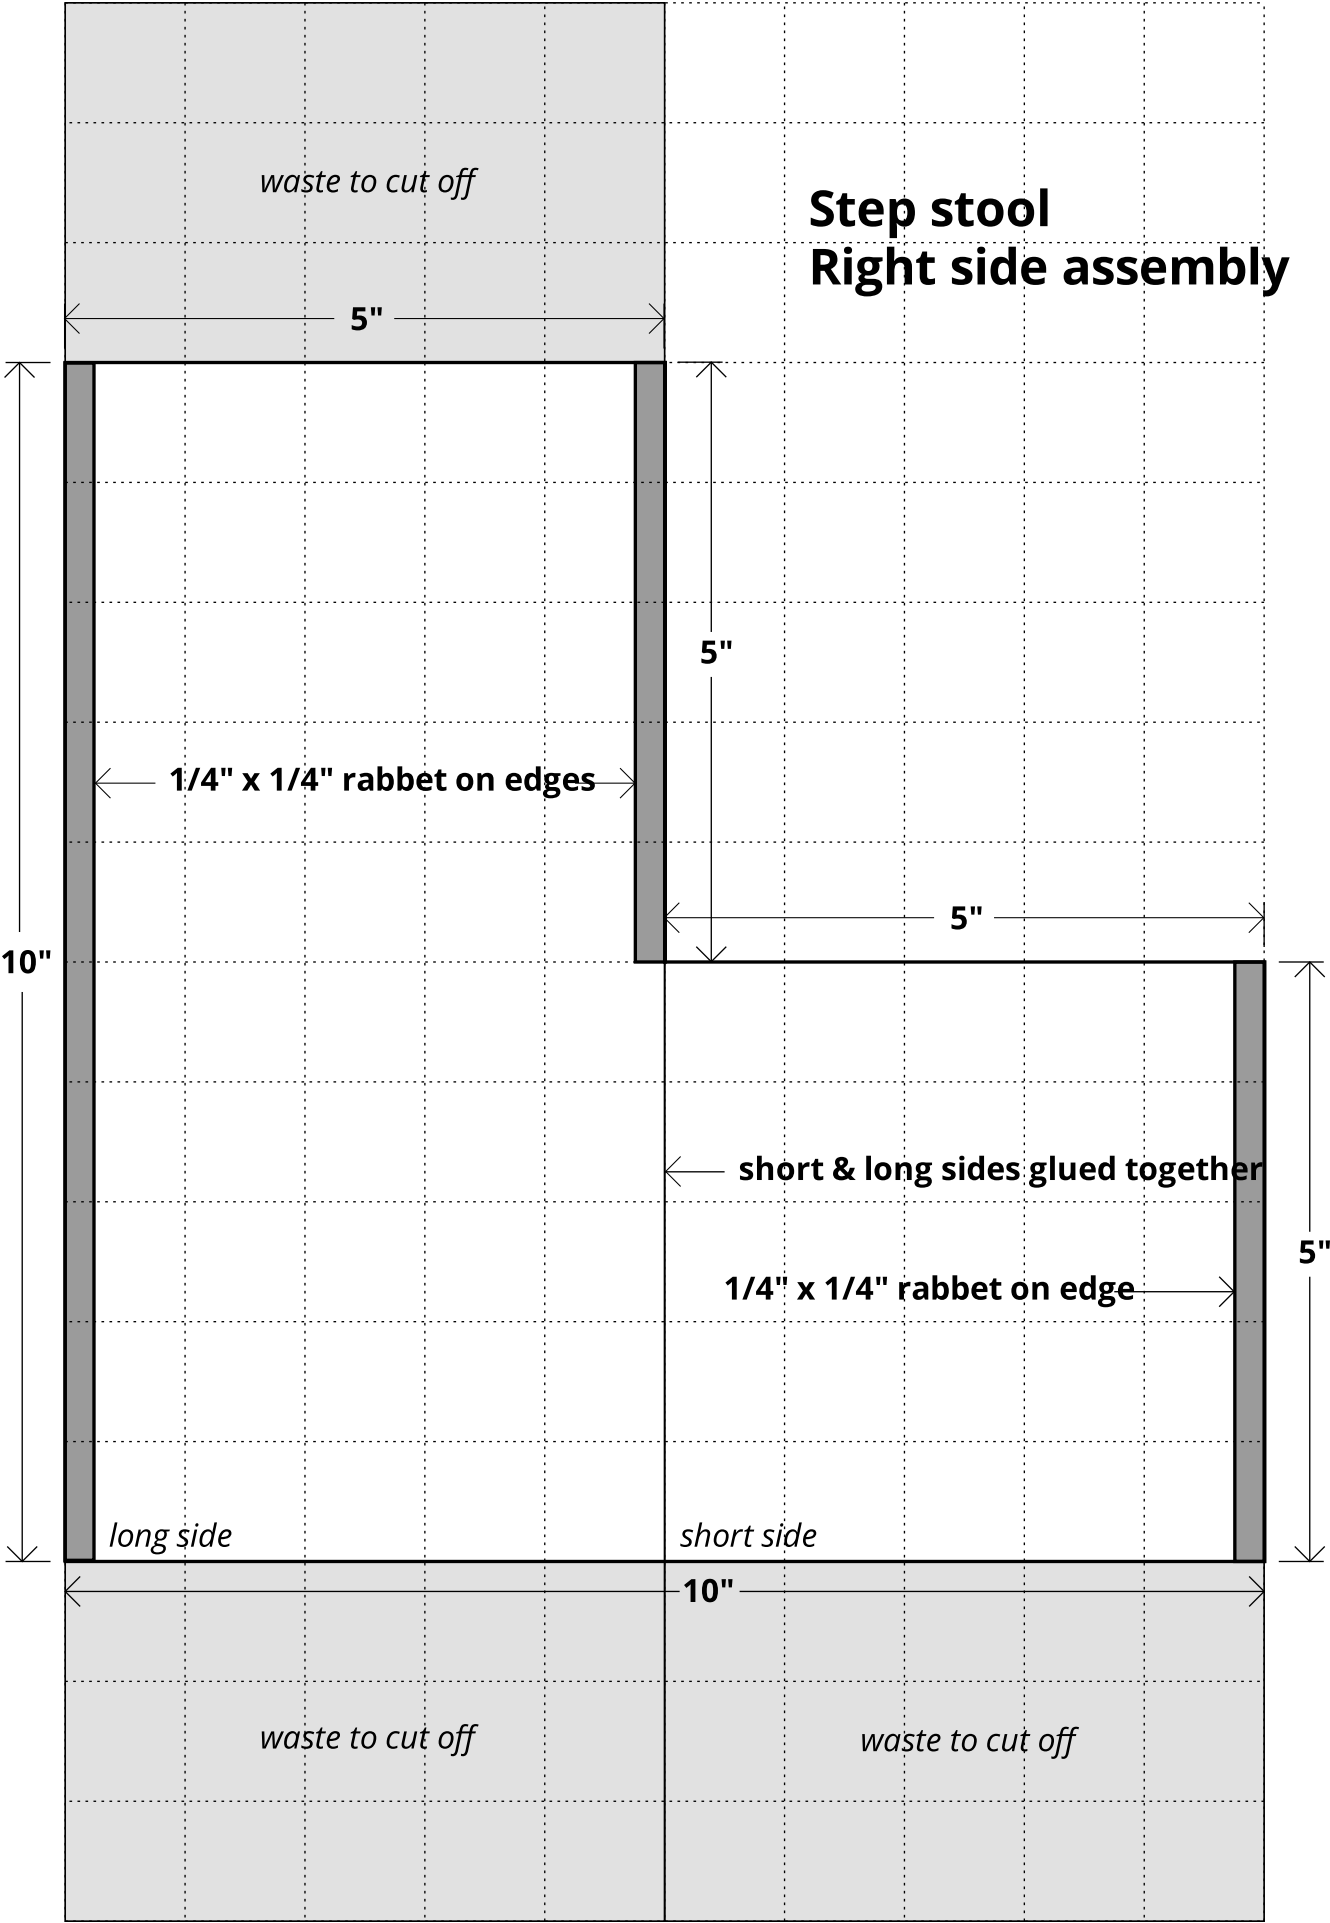 waste to cut off
Step stool
Right side assembly
5"
5"
1/4" x 1/4" rabbet on edges
5"
10"
short & long sides glued together
5"
1/4" x 1/4" rabbet on edge
long side
short side
10"
waste to cut off
waste to cut off